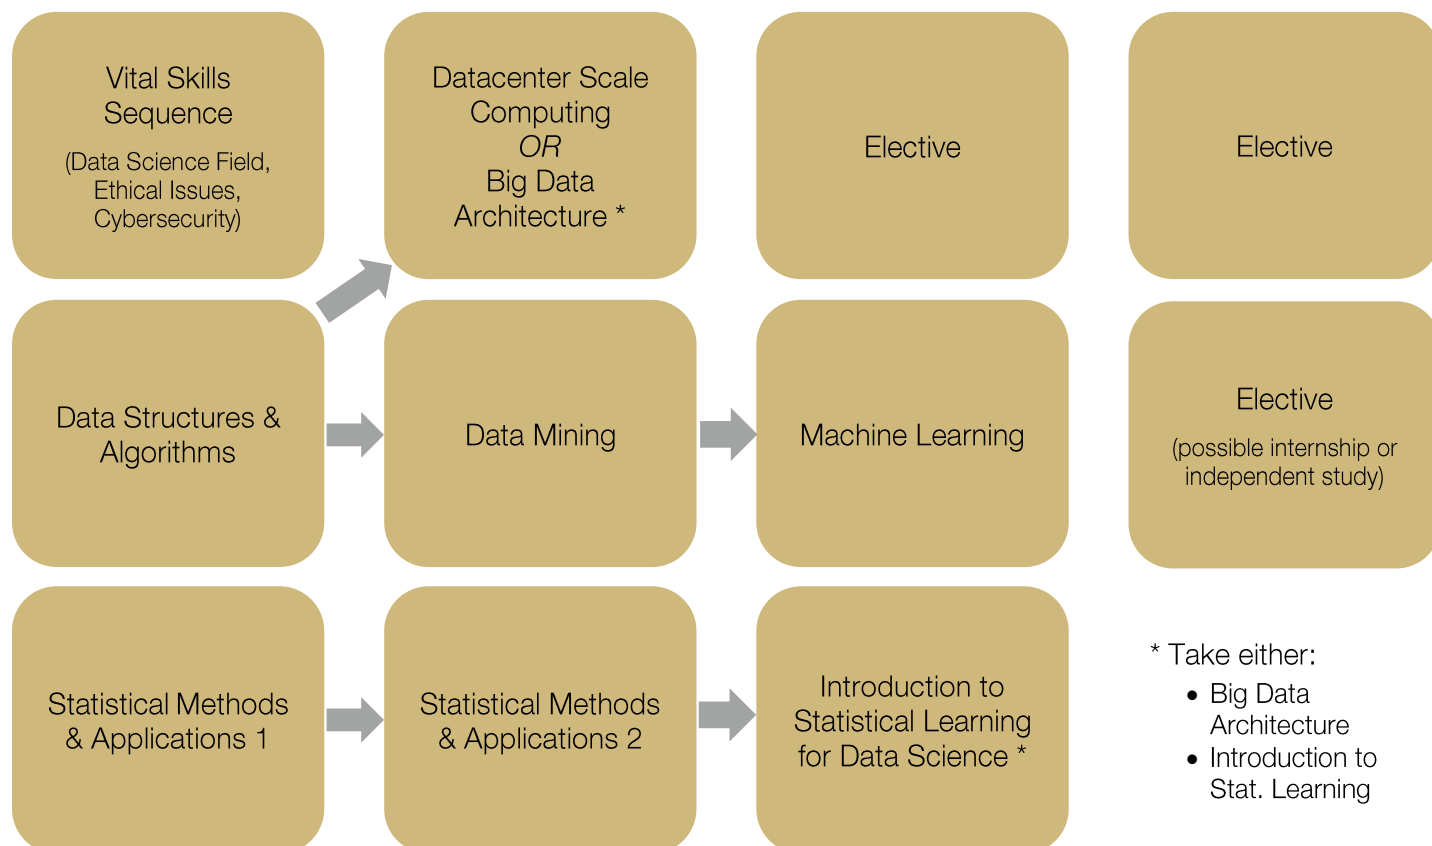 Vital Skills
Sequence
(Data Science Field,
Ethical Issues,
Cybersecurity)
Datacenter Scale
Computing
OR
Big Data
Architecture *
Elective
Elective
Data Structures &
Algorithms
Data Mining
Machine Learning
Elective
(possible internship or
independent study)
Statistical Methods
& Applications 1
Statistical Methods
& Applications 2
Introduction to
Statistical Learning
for Data Science *
* Take either:
• Big Data
Architecture
• Introduction to
Stat. Learning